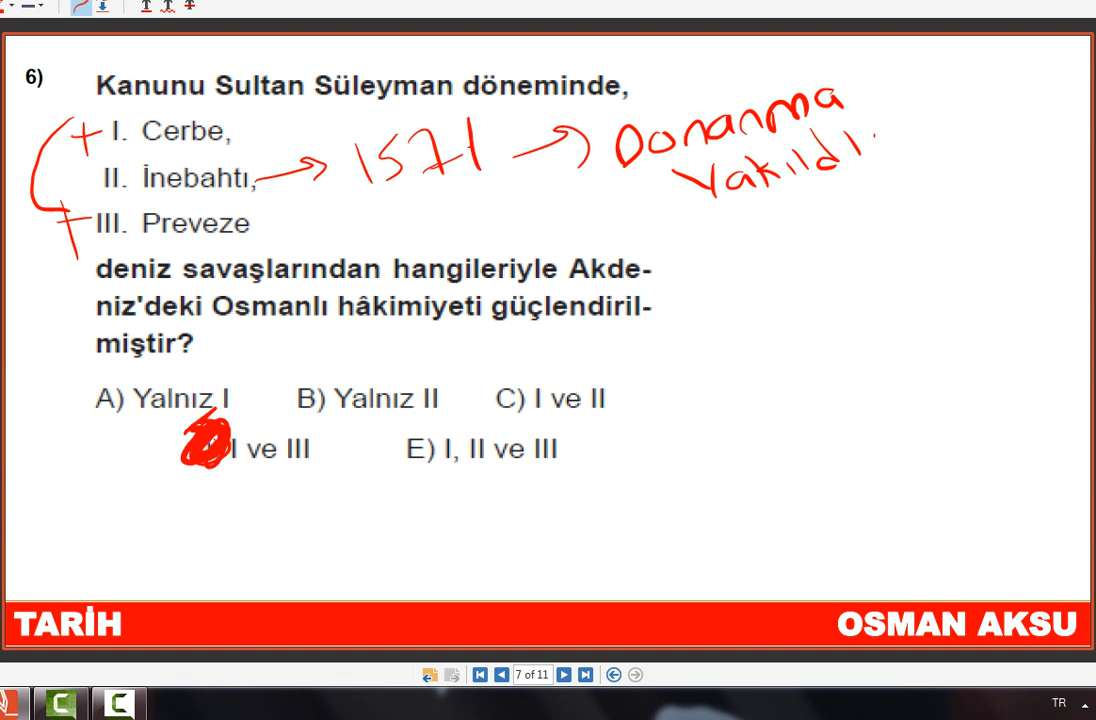 6)
Kanunu Sultan Süleyman döneminde,
+ I. Cerbe,
II. İnebahtı, → 1571 → Donanma
Yakıldı.
+ III. Preveze
deniz savaşlarından hangileriyle Akde-
niz'deki Osmanlı hâkimiyeti güçlendiril-
miştir?
A) Yalnız I B) Yalnız II C) I ve II
I ve III E) I, II ve III
TARİH OSMAN AKSU
7 of 11
TR